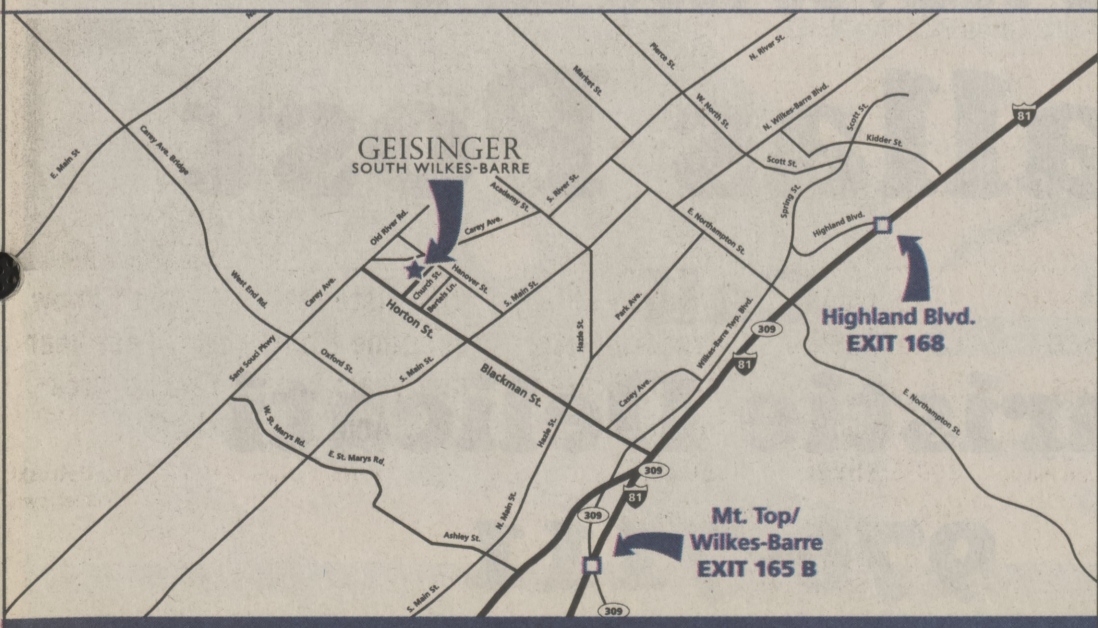 Pierce St.
N. River St.
Market St.
W. North St.
N. Wilkes-Barre Blvd.
Scott St.
81
Kidder St.
Scott St.
E. Main St
Carey Ave. Bridge
GEISINGER
SOUTH WILKES-BARRE
Academy St.
S. River St.
Spring St.
Old River Rd.
Carey Ave.
E. Northampton St.
Highland Blvd.
Church St.
Hanover St.
Bertels Ln.
S. Main St.
West End Rd.
Carey Ave.
Horton St.
Park Ave.
Hazle St.
Wilkes-Barre Twp. Blvd.
309
81
Highland Blvd.
EXIT 168
Sans Souci Pkwy
Oxford St.
S. Main St.
Blackman St.
Casey Ave.
E. Northampton St.
W. St. Marys Rd.
E. St. Marys Rd.
Hazle St.
309
81
N. Main St.
309
Mt. Top/
Wilkes-Barre
EXIT 165 B
Ashley St.
S. Main St.
309